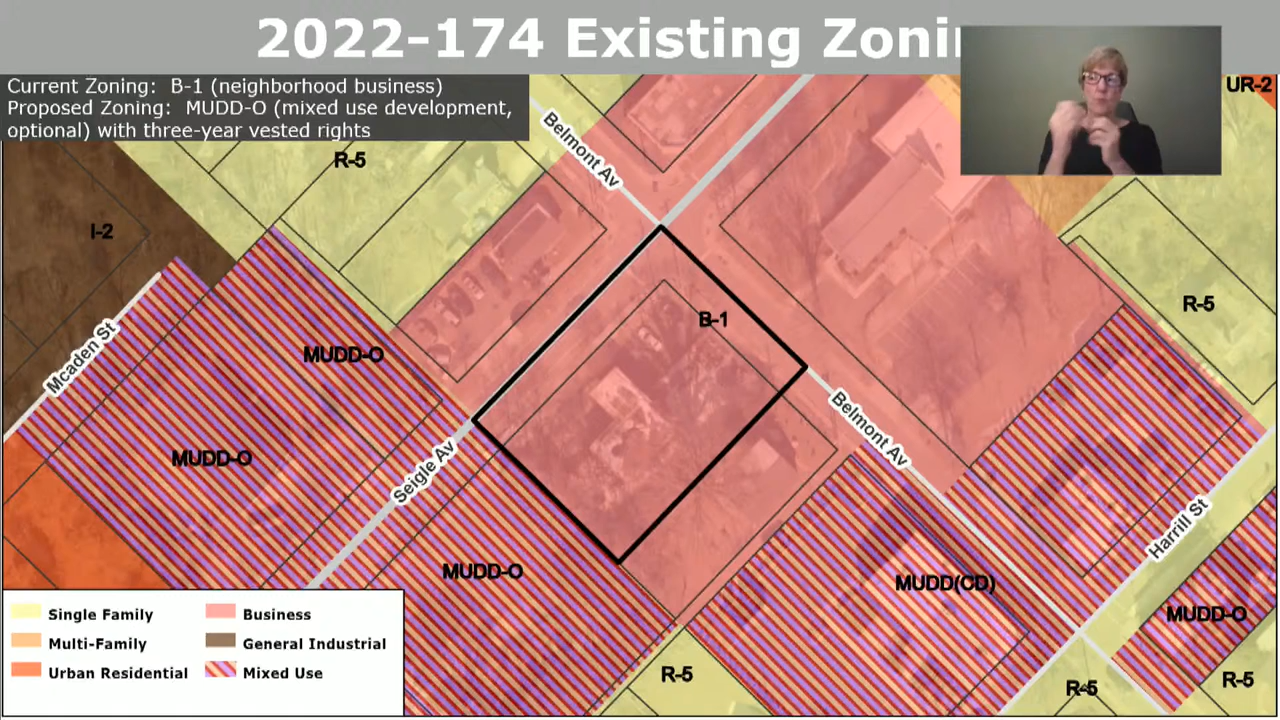 2022-174 Existing Zonin
Current Zoning: B-1 (neighborhood business)
Proposed Zoning: MUDD-O (mixed use development,
optional) with three-year vested rights
UR-2
Belmont Av
R-5
I-2
B-1
R-5
Mcaden St
MUDD-O
MUDD-O
Seigle Av
Belmont Av
Harrill St
MUDD-O
MUDD(CD)
MUDD-O
R-5
R-5
R-5
Single Family
Business
Multi-Family
General Industrial
Urban Residential
Mixed Use